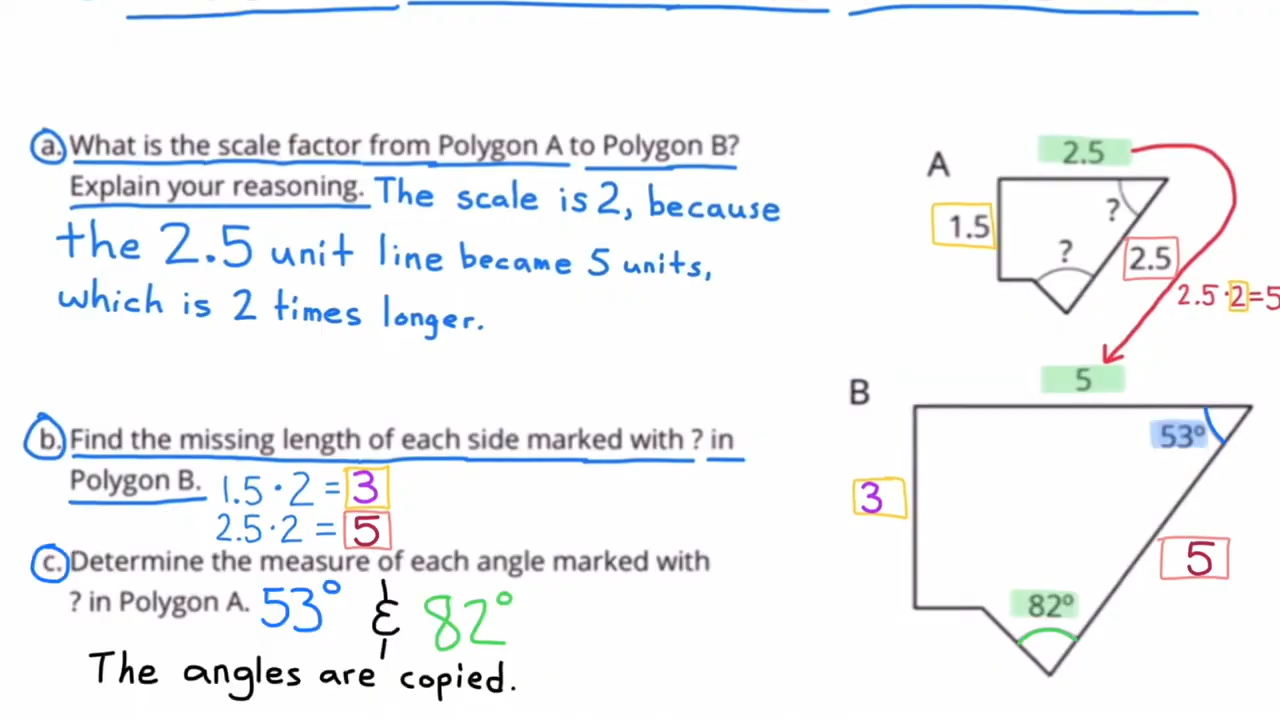 a. What is the scale factor from Polygon A to Polygon B?
Explain your reasoning. The scale is 2, because
the 2.5 unit line became 5 units,
which is 2 times longer.
b. Find the missing length of each side marked with ? in
Polygon B. 1.5 · 2 = 3
2.5 · 2 = 5
c. Determine the measure of each angle marked with
? in Polygon A. 53° & 82°
The angles are copied.
A
2.5
1.5
?
?
2.5
2.5 · 2 = 5
B
5
53°
3
5
82°